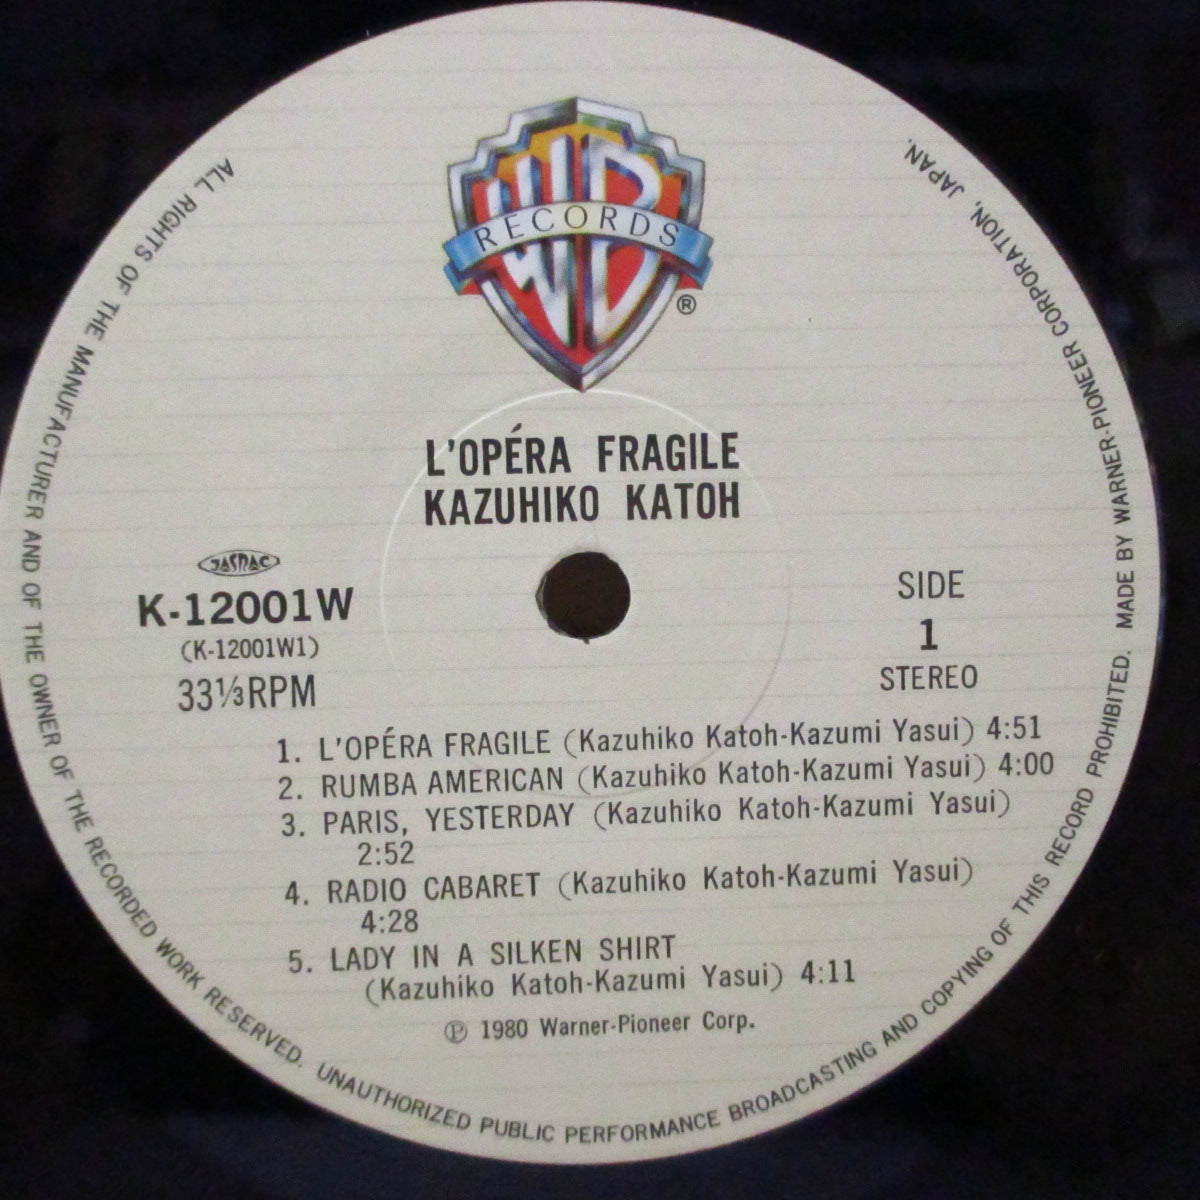 WB
RECORDS
®
L'OPÉRA FRAGILE
KAZUHIKO KATOH
JASRAC
K-12001W
(K-12001W1)
33⅓RPM
SIDE
1
STEREO
1. L'OPÉRA FRAGILE (Kazuhiko Katoh-Kazumi Yasui) 4:51
2. RUMBA AMERICAN (Kazuhiko Katoh-Kazumi Yasui) 4:00
3. PARIS, YESTERDAY (Kazuhiko Katoh-Kazumi Yasui)
2:52
4. RADIO CABARET (Kazuhiko Katoh-Kazumi Yasui)
4:28
5. LADY IN A SILKEN SHIRT
(Kazuhiko Katoh-Kazumi Yasui) 4:11
℗ 1980 Warner-Pioneer Corp.
ALL RIGHTS OF THE MANUFACTURER AND OF THE OWNER OF THE RECORDED WORK RESERVED. UNAUTHORIZED PUBLIC PERFORMANCE BROADCASTING AND COPYING OF THIS RECORD PROHIBITED. MADE BY WARNER-PIONEER CORPORATION, JAPAN.